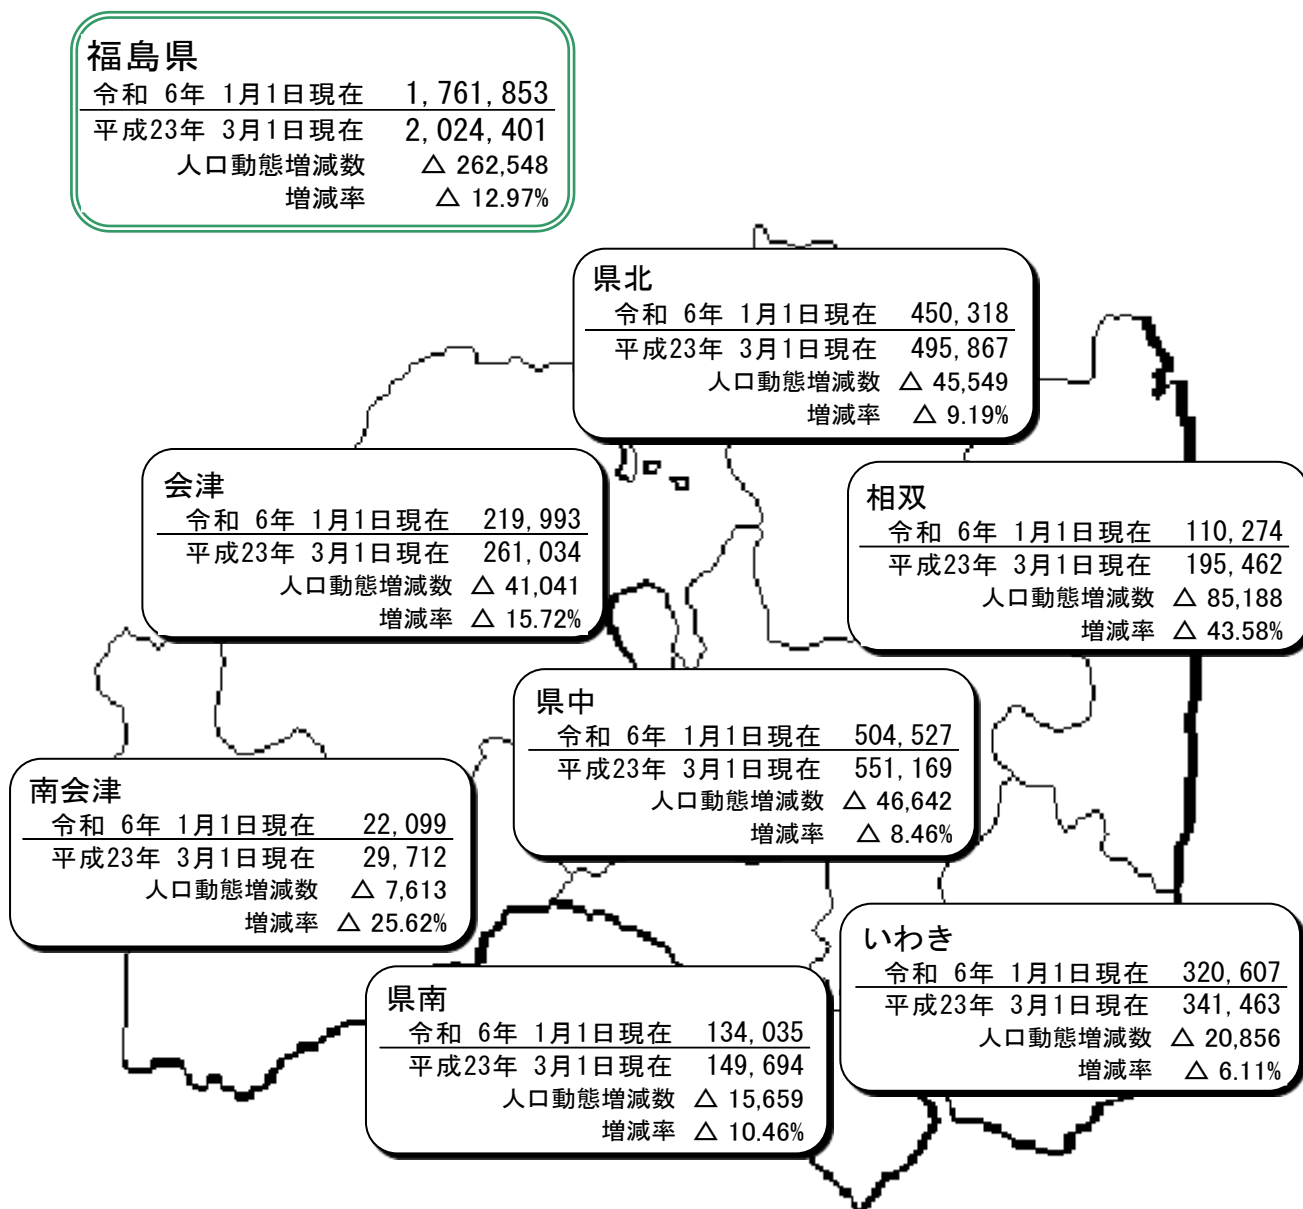 福島県
令和 6年 1月1日現在 1,761,853
平成23年 3月1日現在 2,024,401
人口動態増減数 △ 262,548
増減率 △ 12.97%
県北
令和 6年 1月1日現在 450,318
平成23年 3月1日現在 495,867
人口動態増減数 △ 45,549
増減率 △ 9.19%
会津
令和 6年 1月1日現在 219,993
平成23年 3月1日現在 261,034
人口動態増減数 △ 41,041
増減率 △ 15.72%
相双
令和 6年 1月1日現在 110,274
平成23年 3月1日現在 195,462
人口動態増減数 △ 85,188
増減率 △ 43.58%
県中
令和 6年 1月1日現在 504,527
平成23年 3月1日現在 551,169
人口動態増減数 △ 46,642
増減率 △ 8.46%
南会津
令和 6年 1月1日現在 22,099
平成23年 3月1日現在 29,712
人口動態増減数 △ 7,613
増減率 △ 25.62%
いわき
令和 6年 1月1日現在 320,607
平成23年 3月1日現在 341,463
人口動態増減数 △ 20,856
増減率 △ 6.11%
県南
令和 6年 1月1日現在 134,035
平成23年 3月1日現在 149,694
人口動態増減数 △ 15,659
増減率 △ 10.46%